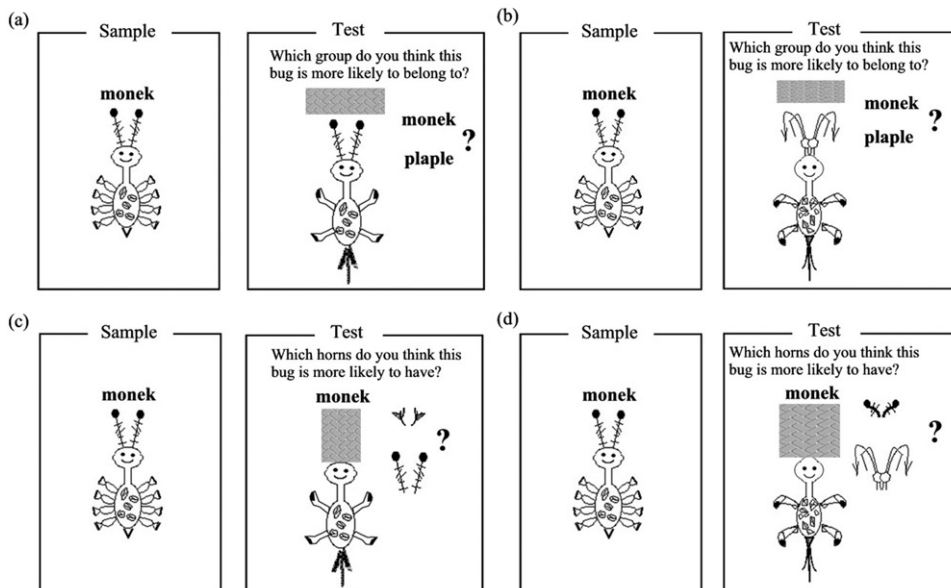 (a)
Sample
monek
Test
Which group do you think this
bug is more likely to belong to?
monek
plaple
?
(b)
Sample
monek
Test
Which group do you think this
bug is more likely to belong to?
monek
plaple
?
(c)
Sample
monek
Test
Which horns do you think this
bug is more likely to have?
monek
?
(d)
Sample
monek
Test
Which horns do you think this
bug is more likely to have?
monek
?